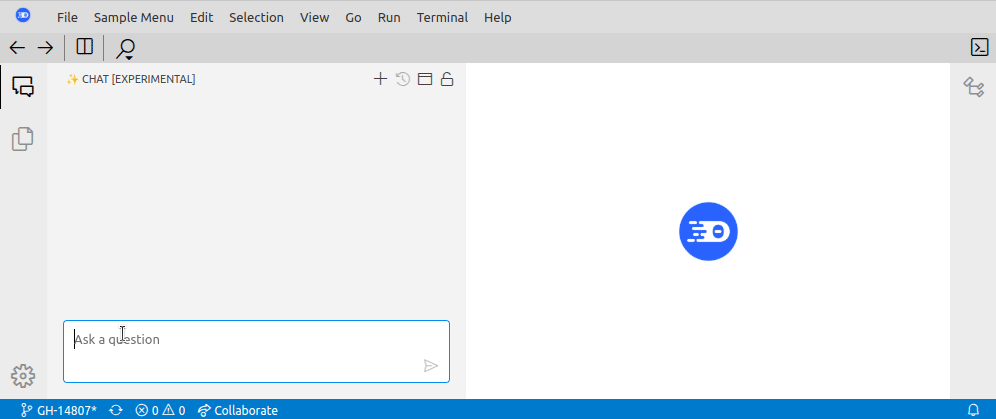 File Sample Menu Edit Selection View Go Run Terminal Help
✨ CHAT [EXPERIMENTAL]
Ask a question
GH-14807* 0 0 Collaborate